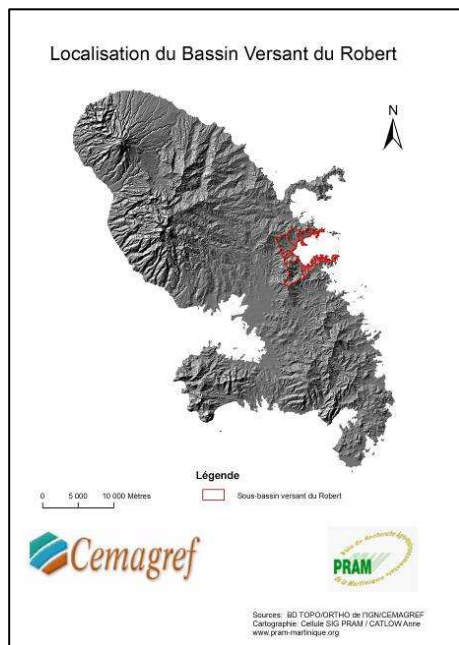 Localisation du Bassin Versant du Robert
N
Légende
0 5 000 10 000 Mètres
Sous-bassin versant du Robert
Cemagref
PRAM
Sources: BD TOPO/ORTHO de l'IGN/CEMAGREF
Cartographie: Cellule SIG PRAM / CATLOW Anne
www.pram-martinique.org